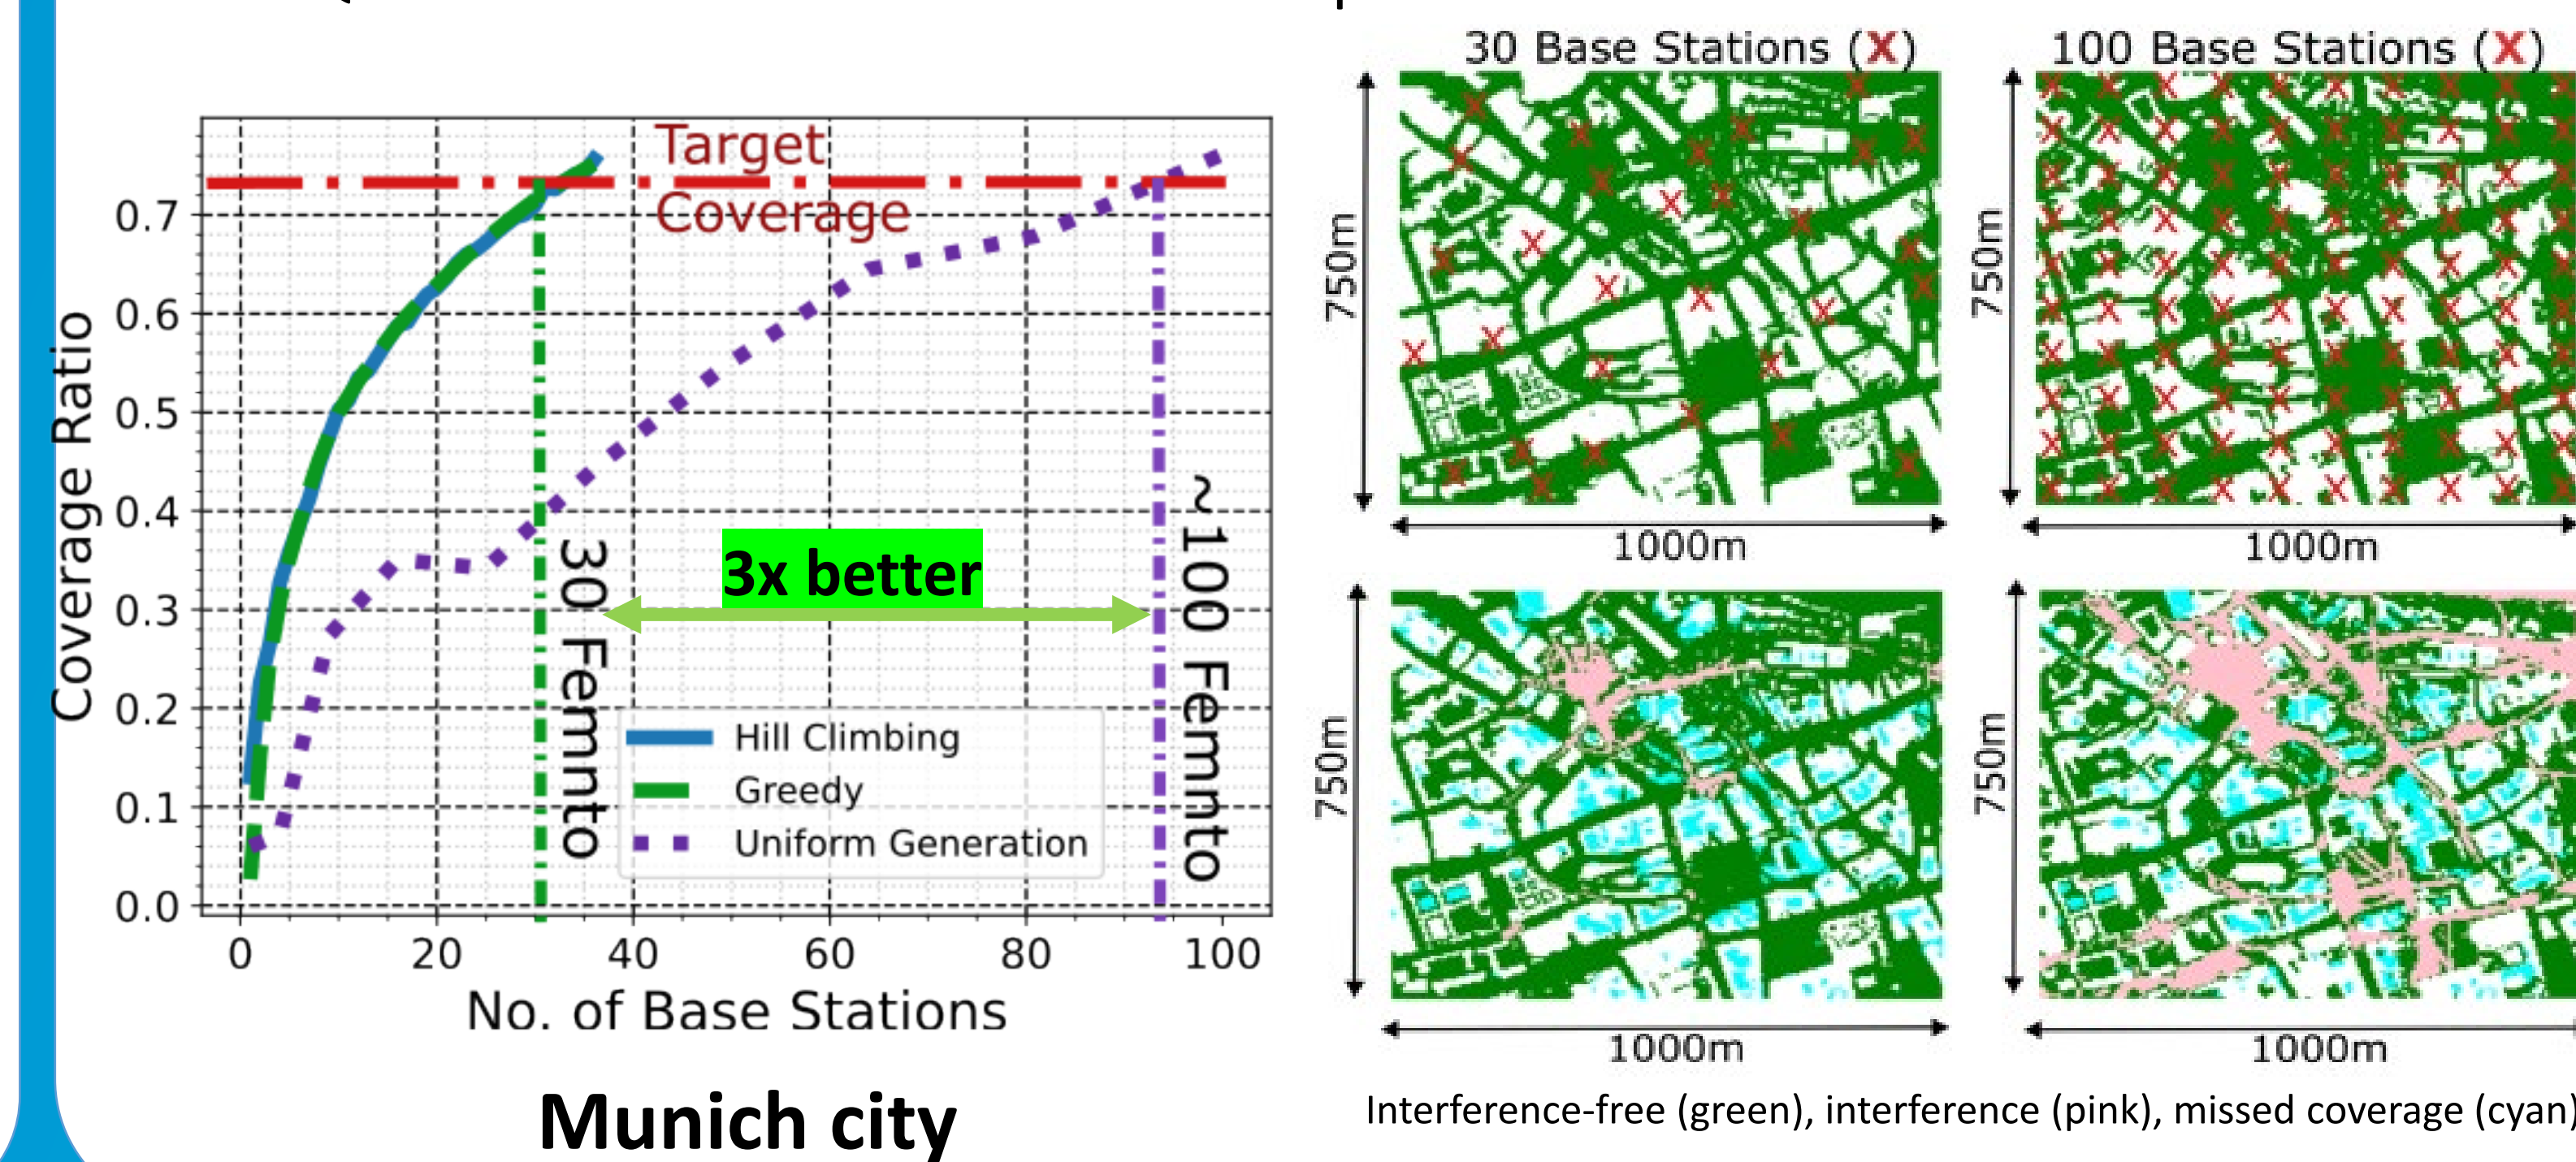 Target
Coverage
Coverage Ratio
0.7
0.6
0.5
0.4
0.3
0.2
0.1
0.0
0
20
40
60
80
100
No. of Base Stations
30 Femnto
~100 Femnto
3x better
Hill Climbing
Greedy
Uniform Generation
Munich city
30 Base Stations (X)
750m
1000m
100 Base Stations (X)
750m
1000m
750m
1000m
750m
1000m
Interference-free (green), interference (pink), missed coverage (cyan)